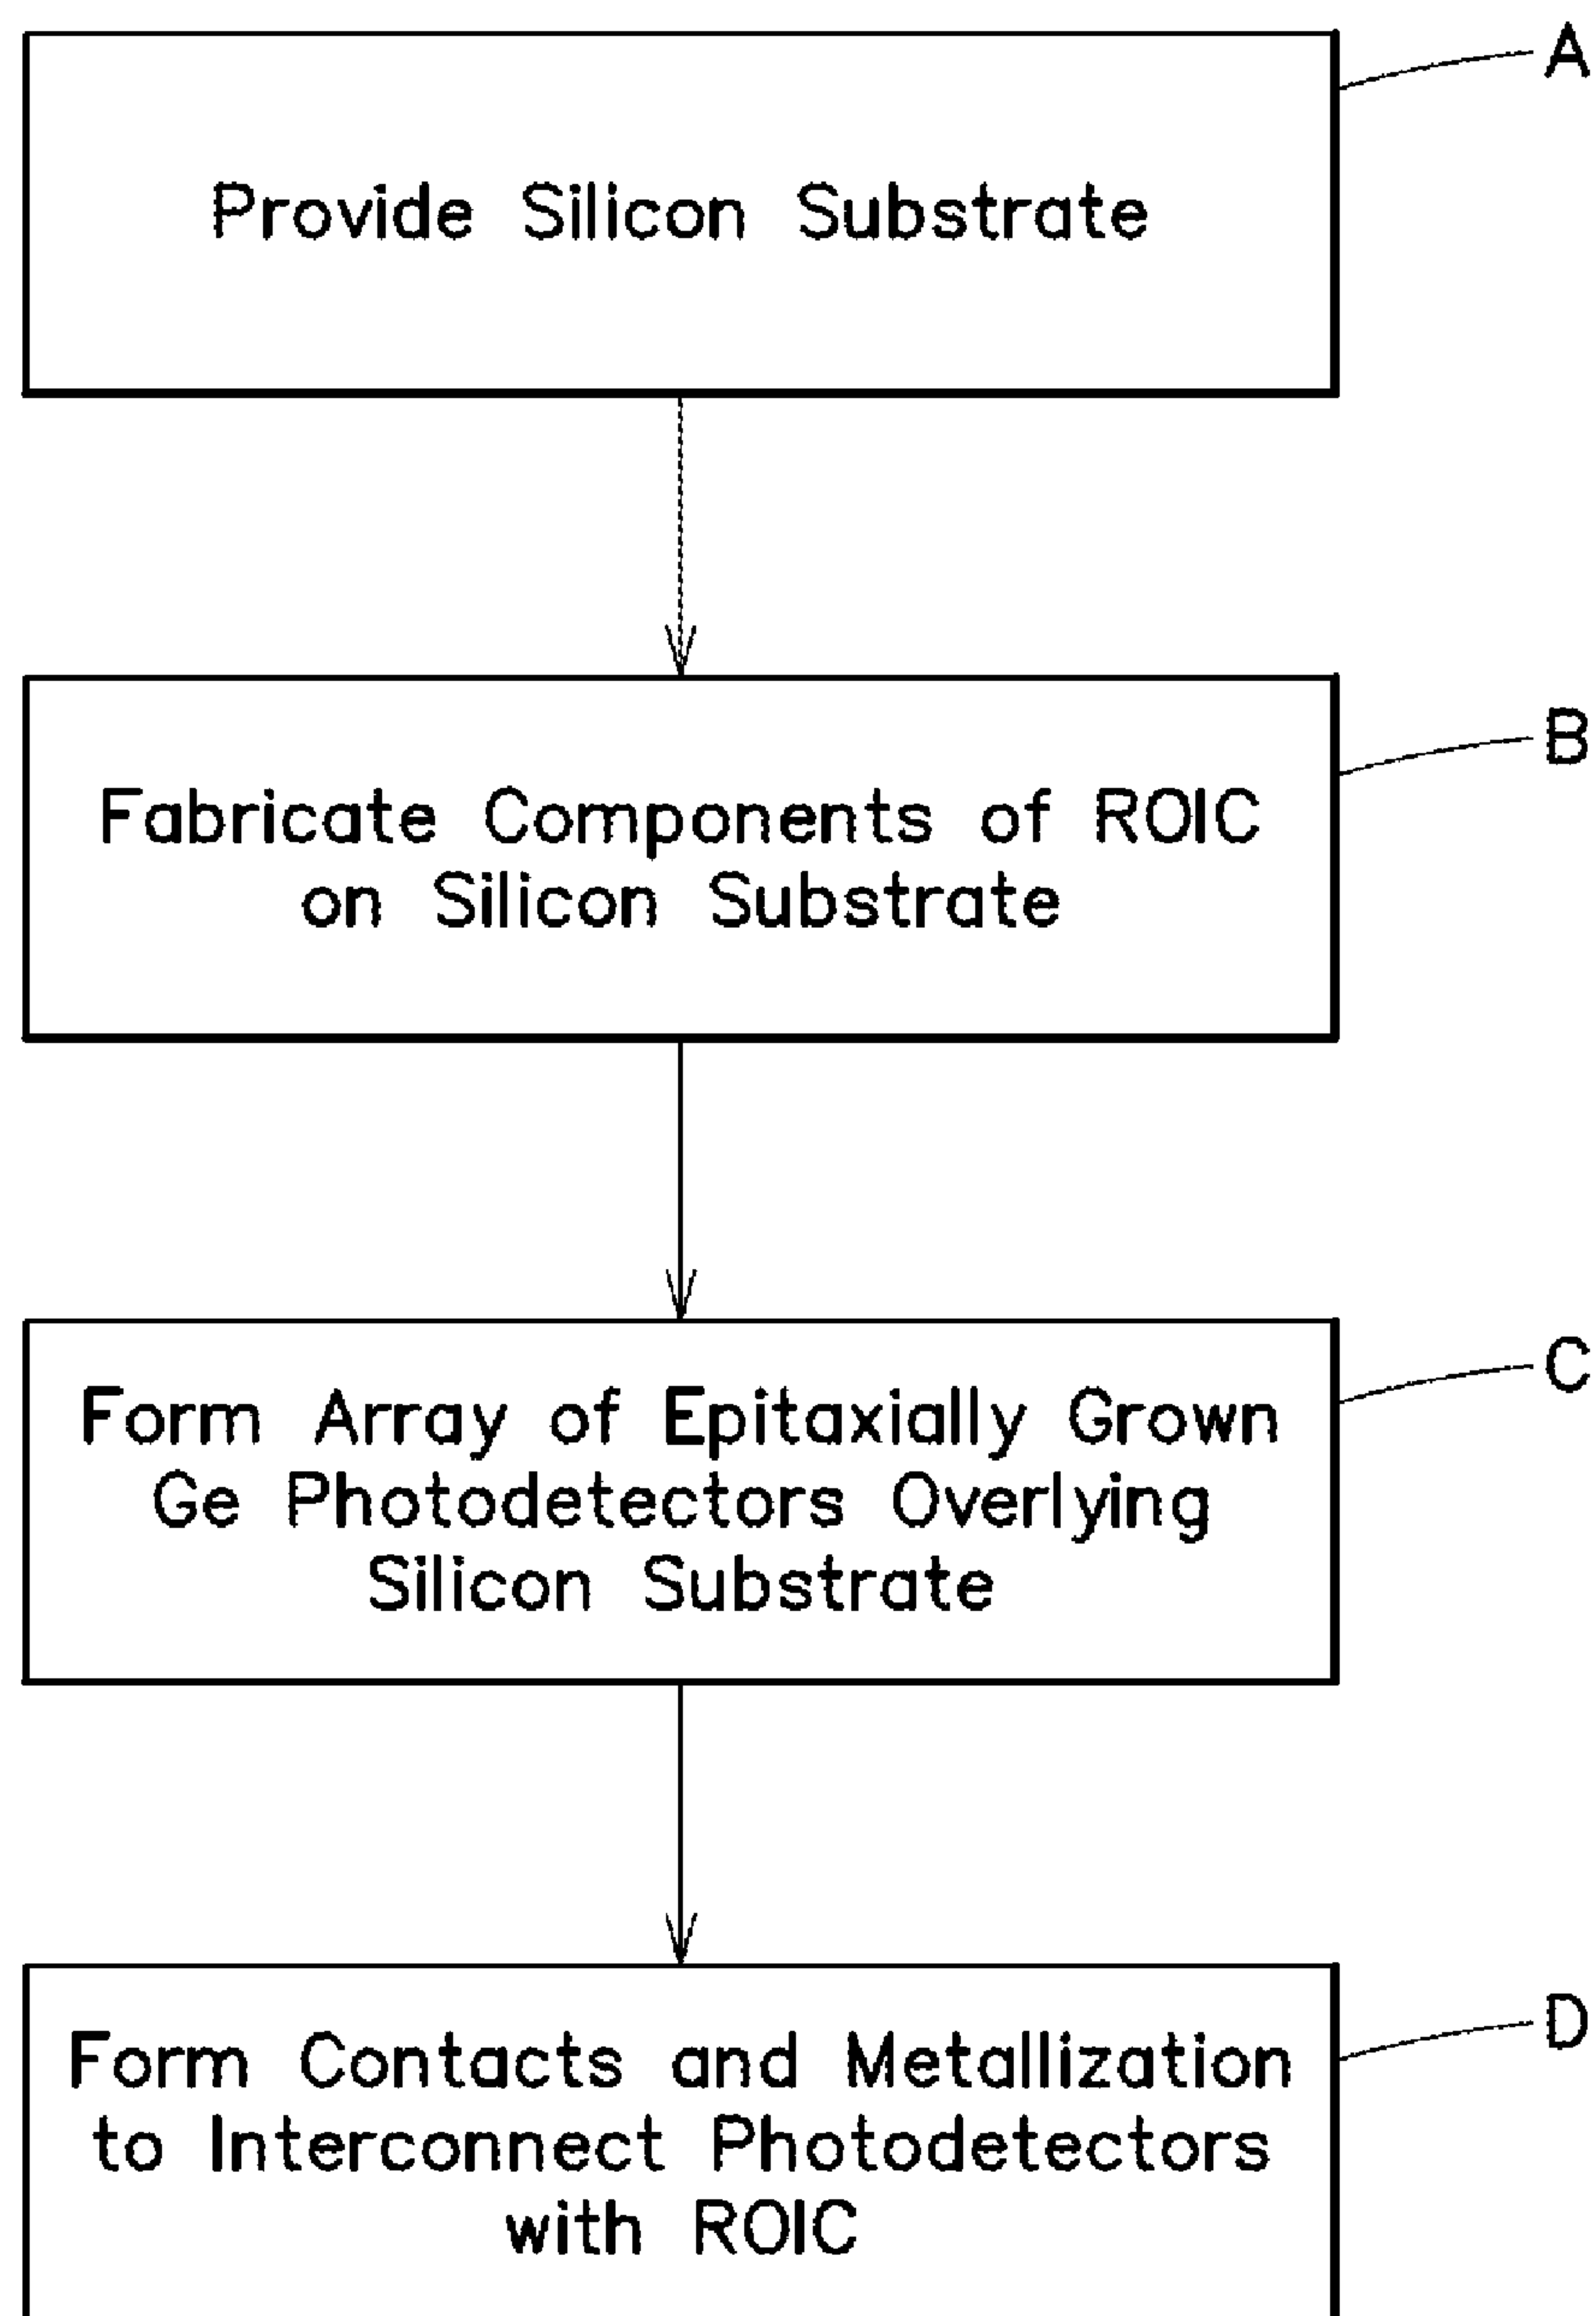 A
Provide Silicon Substrate
B
Fabricate Components of ROIC
on Silicon Substrate
C
Form Array of Epitaxially Grown
Ge Photodetectors Overlying
Silicon Substrate
D
Form Contacts and Metallization
to Interconnect Photodetectors
with ROIC